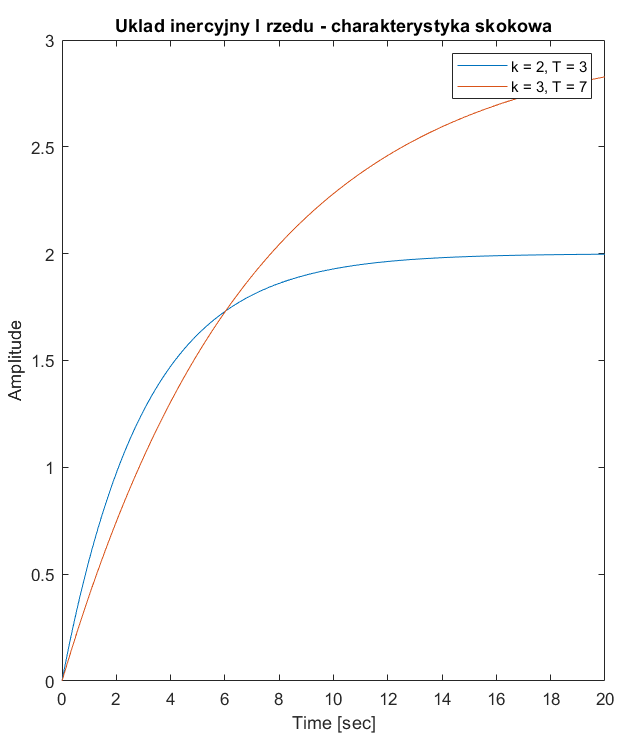 Uklad inercyjny I rzedu - charakterystyka skokowa
k = 2, T = 3
k = 3, T = 7
3
2.5
2
1.5
1
0.5
0
Amplitude
0 2 4 6 8 10 12 14 16 18 20
Time [sec]